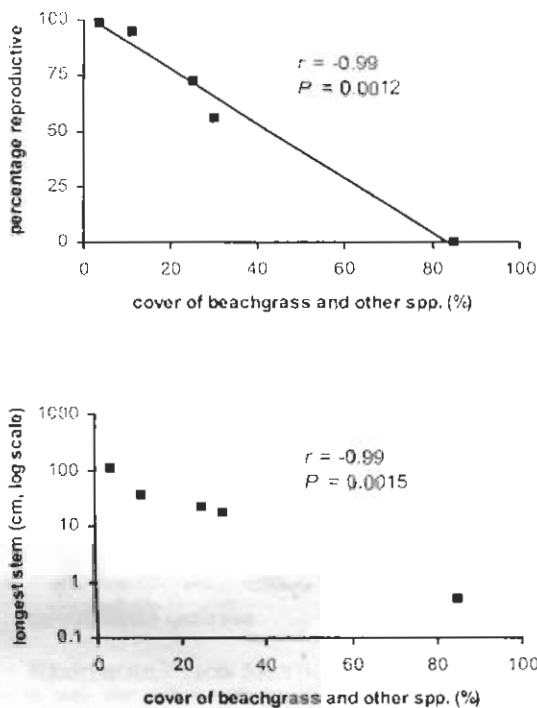 percentage reproductive
100
75
50
25
0
r = -0.99
P = 0.0012
0 20 40 60 80 100
cover of beachgrass and other spp. (%)
longest stem (cm, log scale)
1000
100
10
1
0.1
r = -0.99
P = 0.0015
0 20 40 60 80 100
cover of beachgrass and other spp. (%)